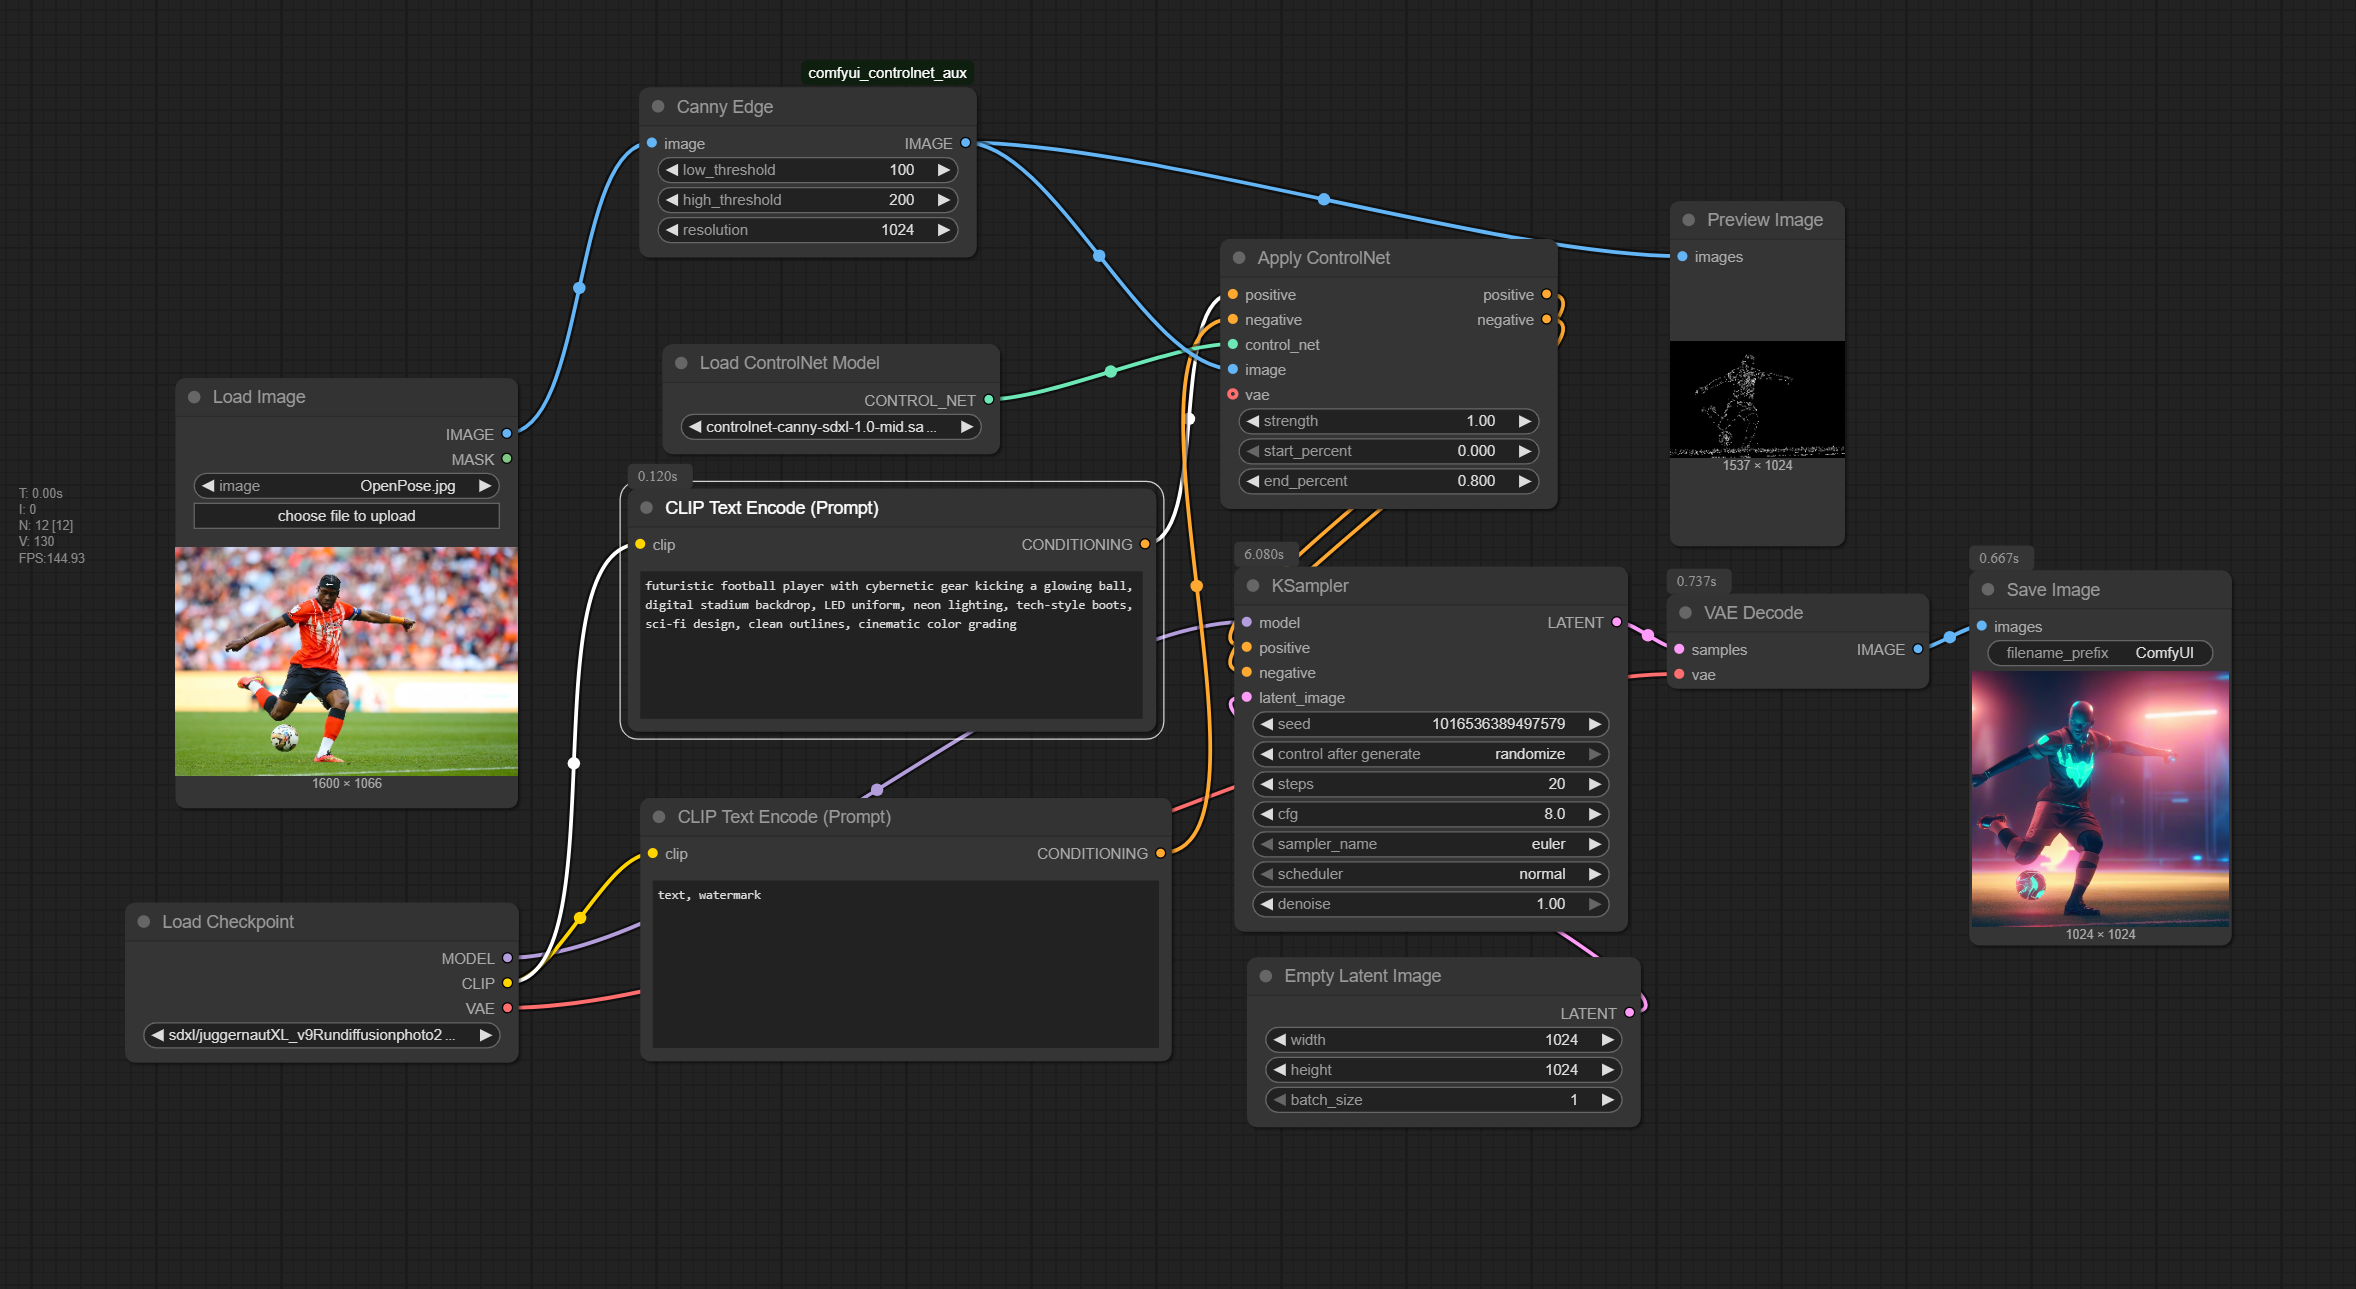 comfyui_controlnet_aux
Canny Edge
image IMAGE
low_threshold 100
high_threshold 200
resolution 1024
Preview Image
images
1537 × 1024
Apply ControlNet
positive positive
negative negative
control_net
image
vae
strength 1.00
start_percent 0.000
end_percent 0.800
Load ControlNet Model
CONTROL_NET
controlnet-canny-sdxl-1.0-mid.sa ...
Load Image
IMAGE
MASK
image OpenPose.jpg
choose file to upload
1600 × 1066
T: 0.00s
I: 0
N: 12 [12]
V: 130
FPS:144.93
0.120s
CLIP Text Encode (Prompt)
clip CONDITIONING
futuristic football player with cybernetic gear kicking a glowing ball,
digital stadium backdrop, LED uniform, neon lighting, tech-style boots,
sci-fi design, clean outlines, cinematic color grading
6.080s
KSampler
model LATENT
positive
negative
latent_image
seed 1016536389497579
control after generate randomize
steps 20
cfg 8.0
sampler_name euler
scheduler normal
denoise 1.00
0.737s
VAE Decode
samples IMAGE
vae
0.667s
Save Image
images
filename_prefix ComfyUI
1024 × 1024
CLIP Text Encode (Prompt)
clip CONDITIONING
text, watermark
Load Checkpoint
MODEL
CLIP
VAE
sdxl/juggernautXL_v9Rundiffusionphoto2 ...
Empty Latent Image
LATENT
width 1024
height 1024
batch_size 1